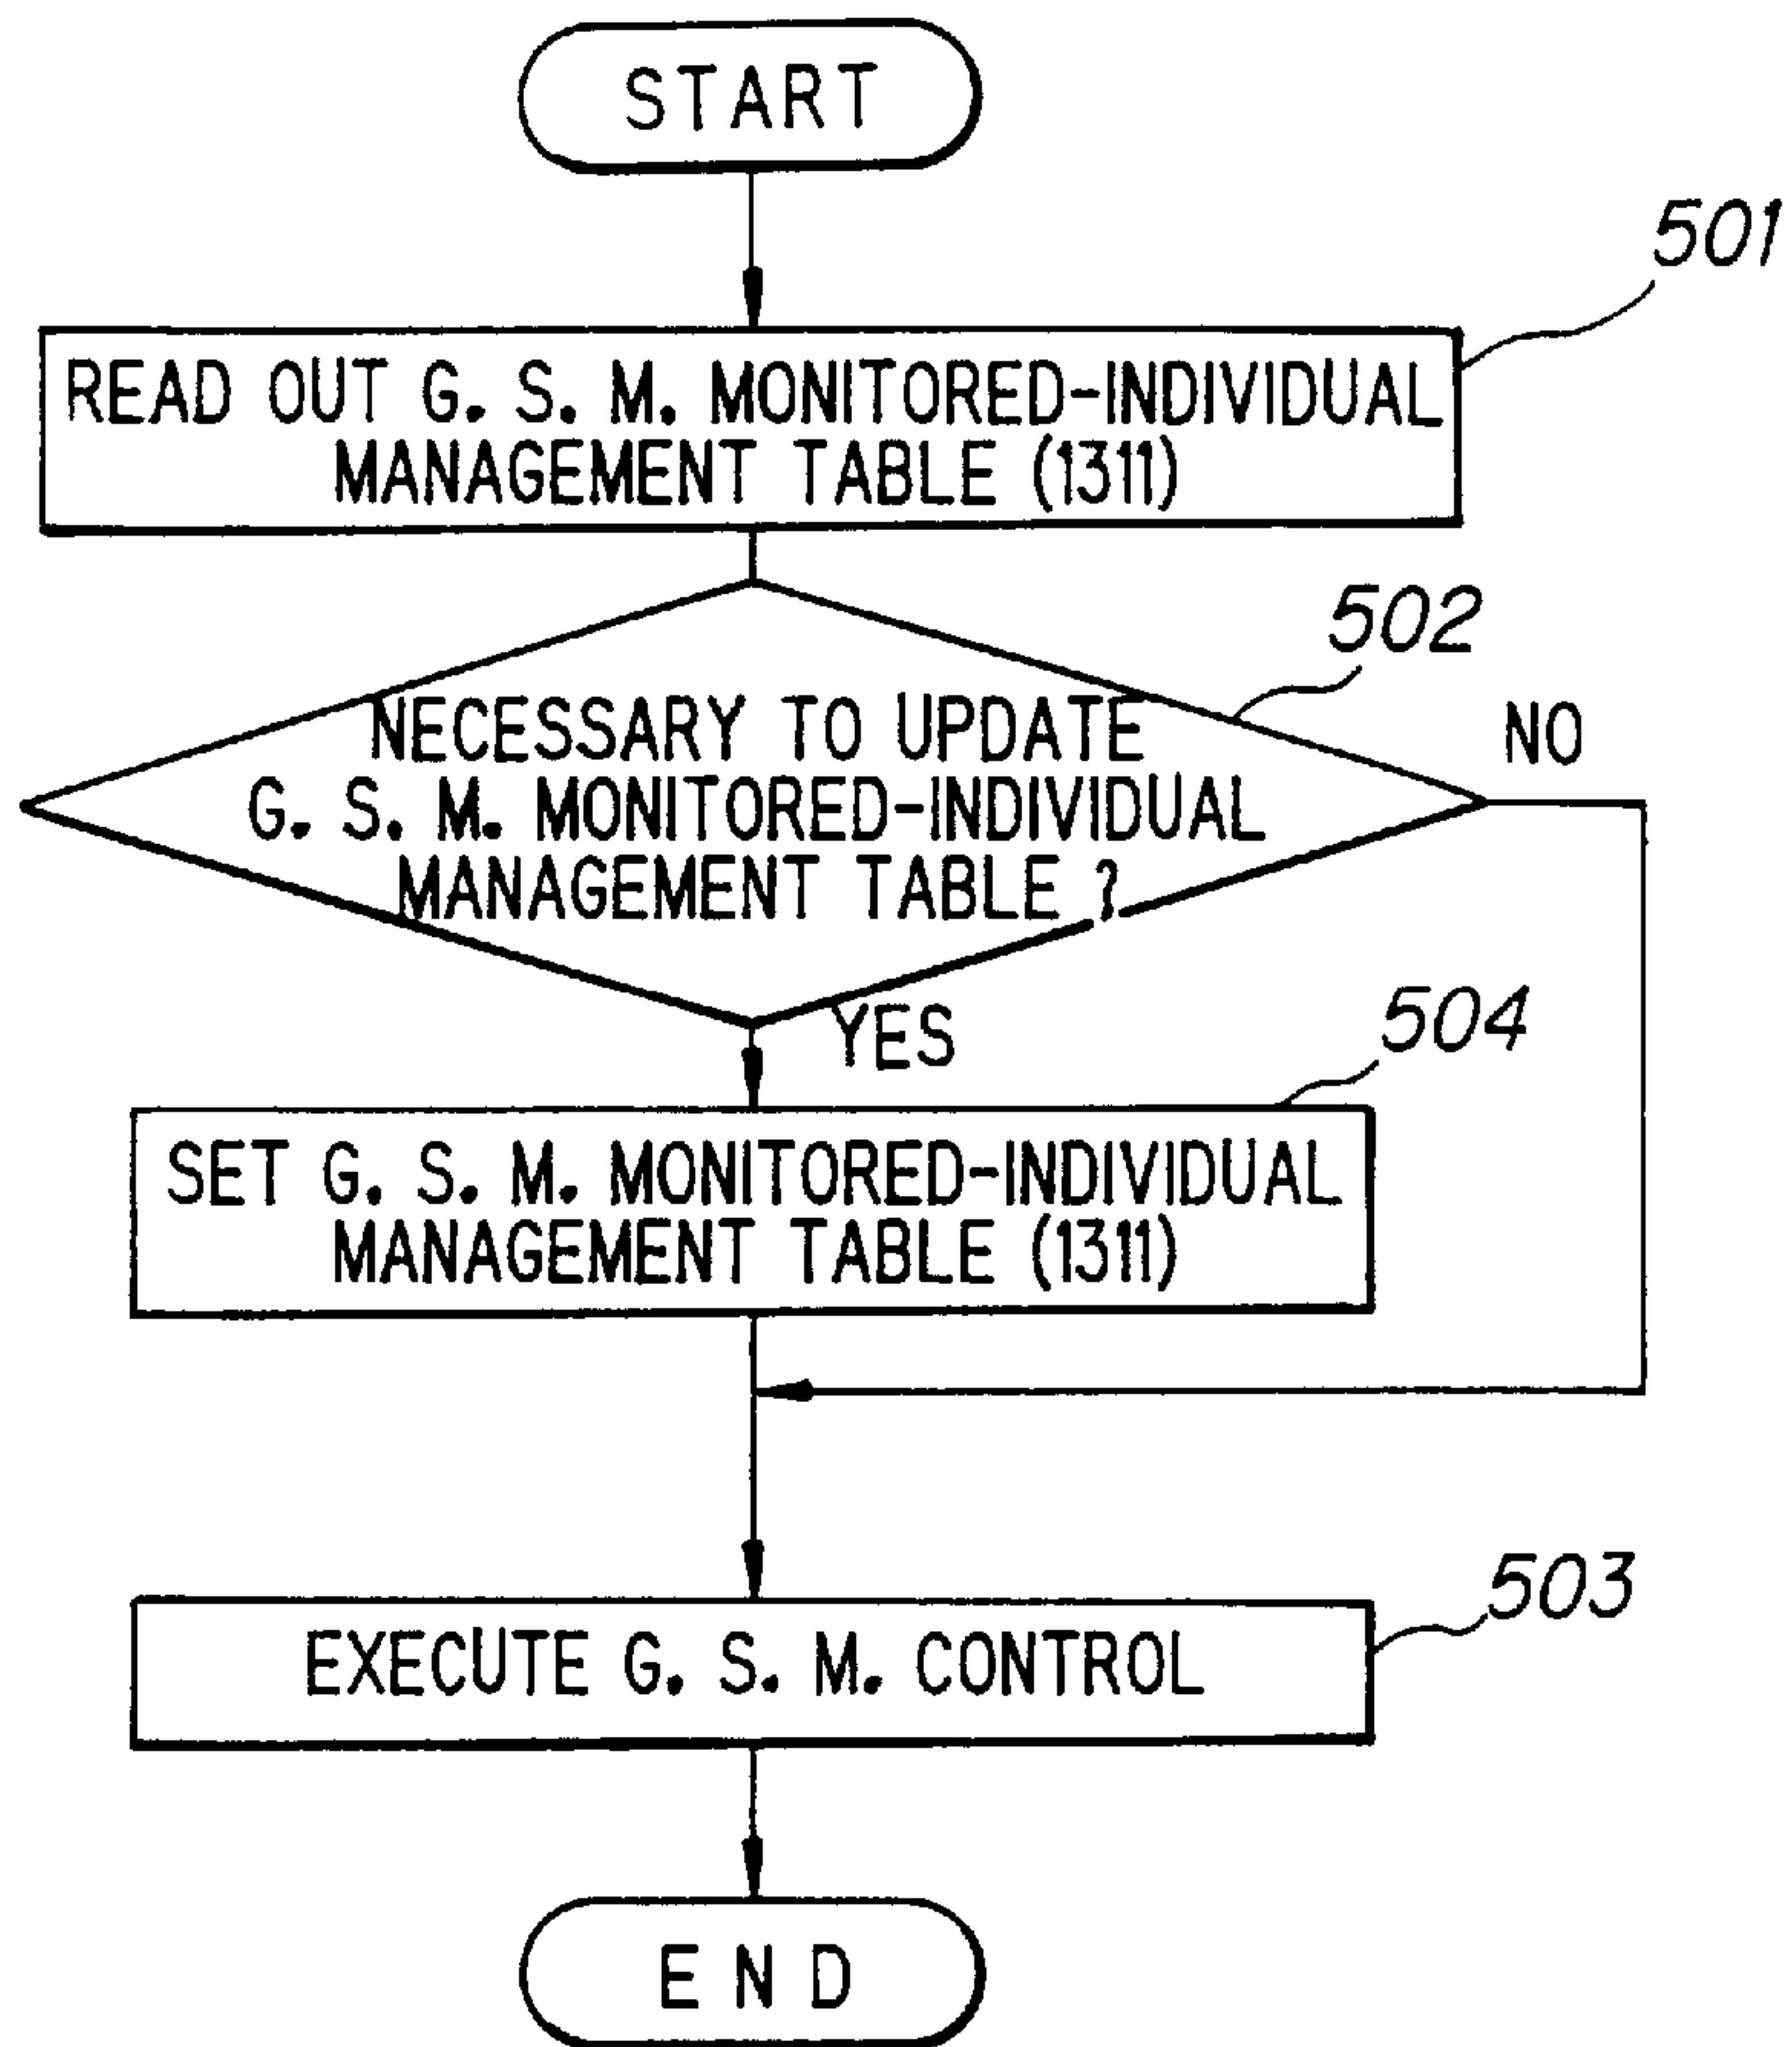 START
501
READ OUT G. S. M. MONITORED-INDIVIDUAL
MANAGEMENT TABLE (1311)
502
NECESSARY TO UPDATE
NO
G. S. M. MONITORED-INDIVIDUAL
MANAGEMENT TABLE ?
YES
504
SET G. S. M. MONITORED-INDIVIDUAL
MANAGEMENT TABLE (1311)
503
EXECUTE G. S. M. CONTROL
END